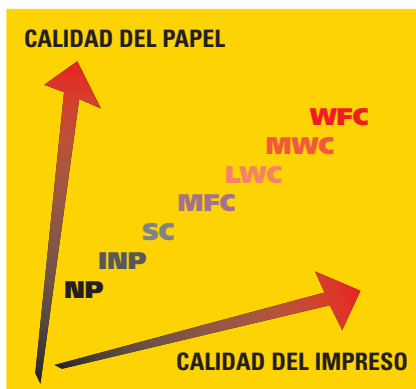 CALIDAD DEL PAPEL
WFC
MWC
LWC
MFC
SC
INP
NP
CALIDAD DEL IMPRESO